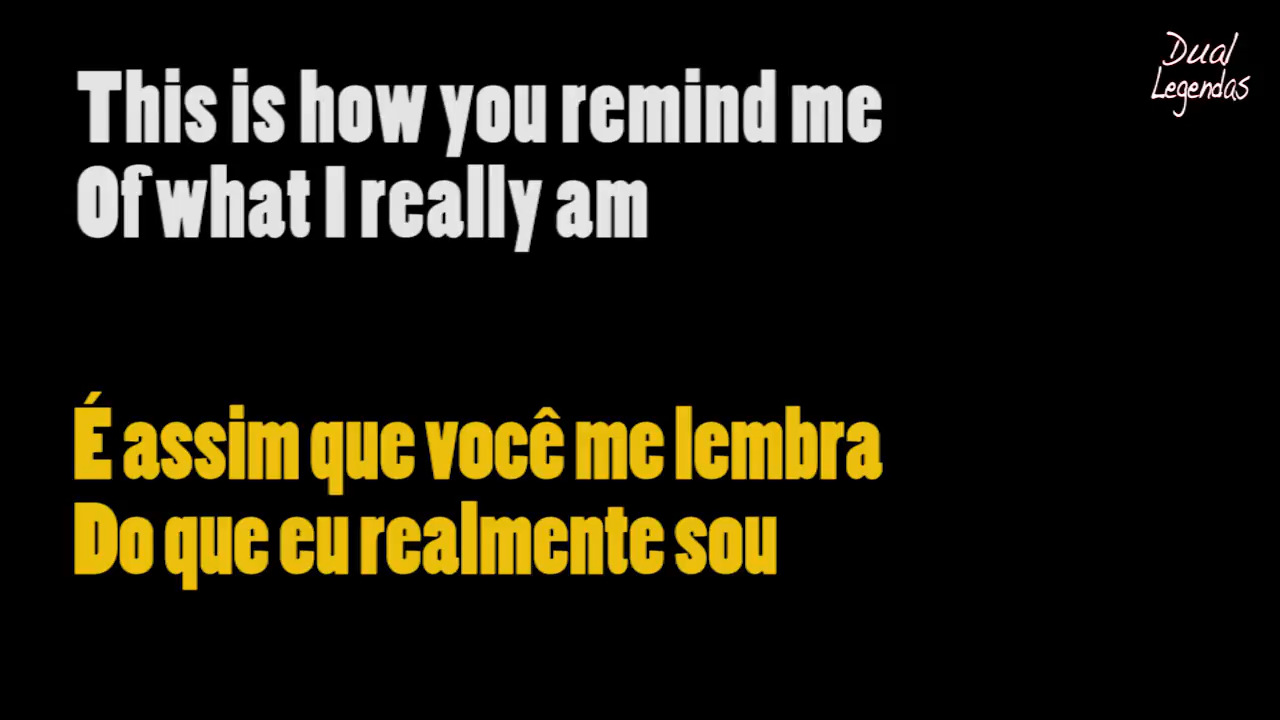 This is how you remind me
Of what I really am
É assim que você me lembra
Do que eu realmente sou
Dual
Legendas